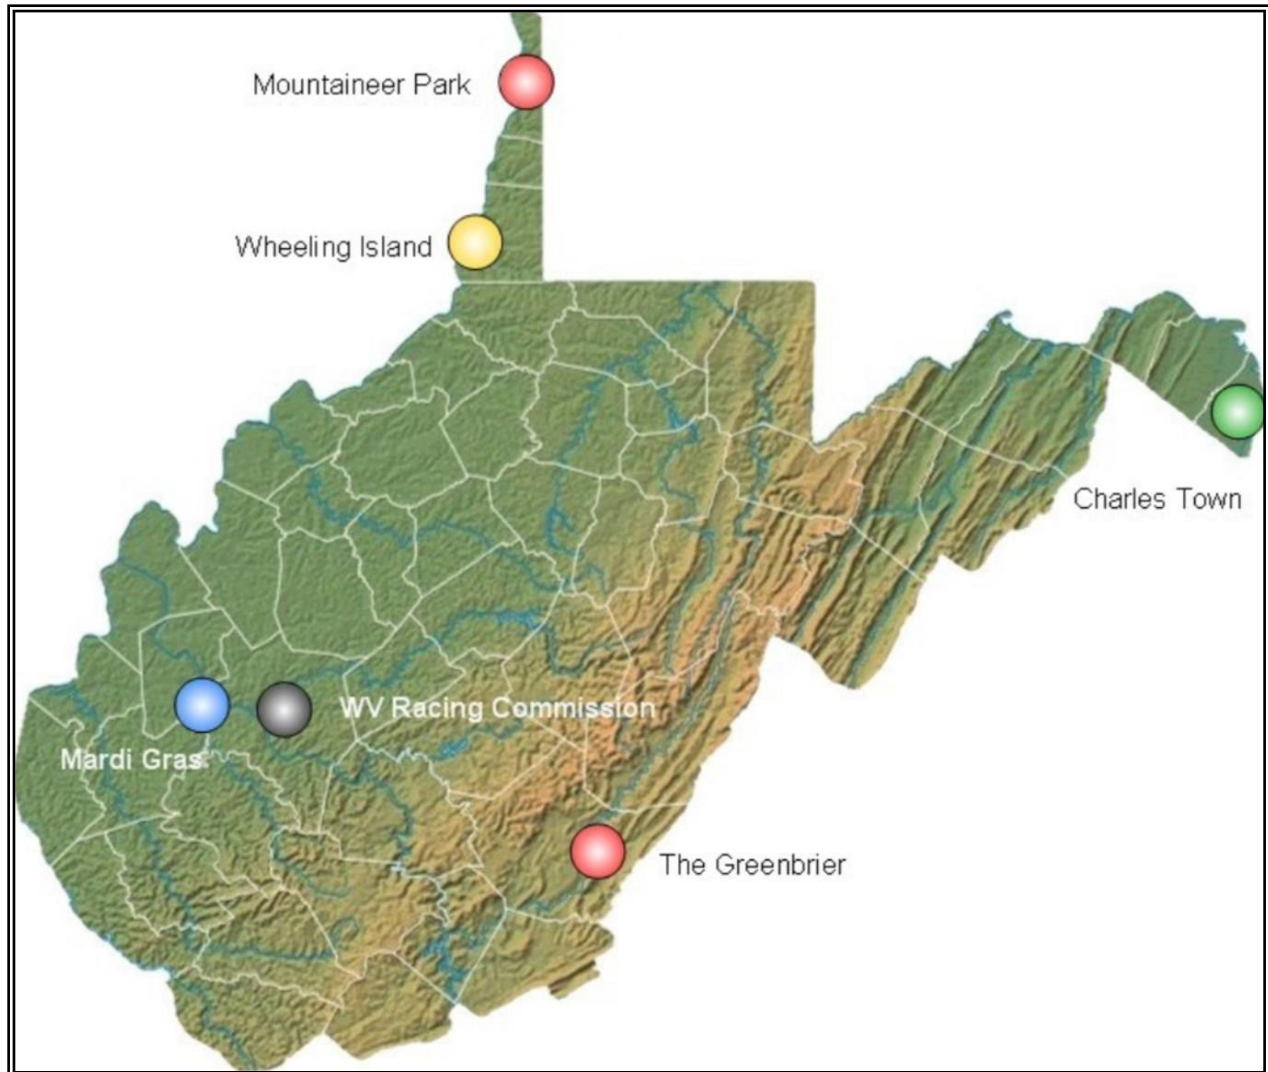 Mountaineer Park
Wheeling Island
Charles Town
WV Racing Commission
Mardi Gras
The Greenbrier